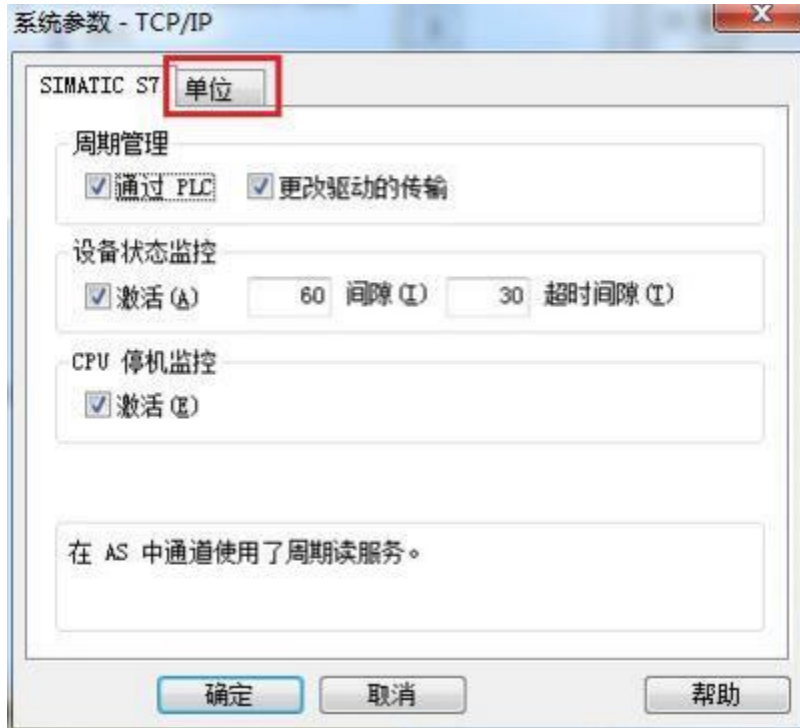 系统参数 - TCP/IP
SIMATIC S7 单位
周期管理
通过 PLC 更改驱动的传输
设备状态监控
激活(A) 60 间隙(I) 30 超时间隙(T)
CPU 停机监控
激活(E)
在 AS 中通道使用了周期读服务。
确定 取消 帮助